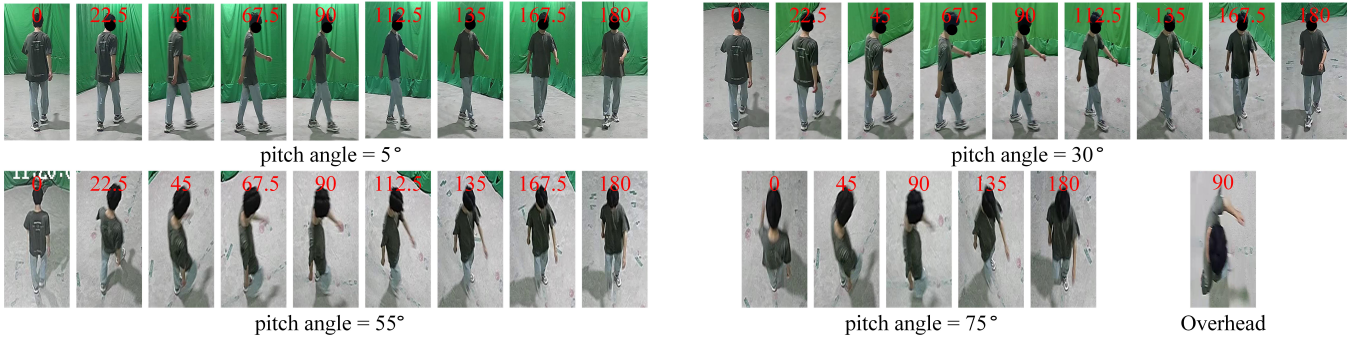 0 22.5 45 67.5 90 112.5 135 167.5 180
pitch angle = 5°
0 22.5 45 67.5 90 112.5 135 167.5 180
pitch angle = 30°
0 22.5 45 67.5 90 112.5 135 167.5 180
pitch angle = 55°
0 45 90 135 180
pitch angle = 75°
90
Overhead